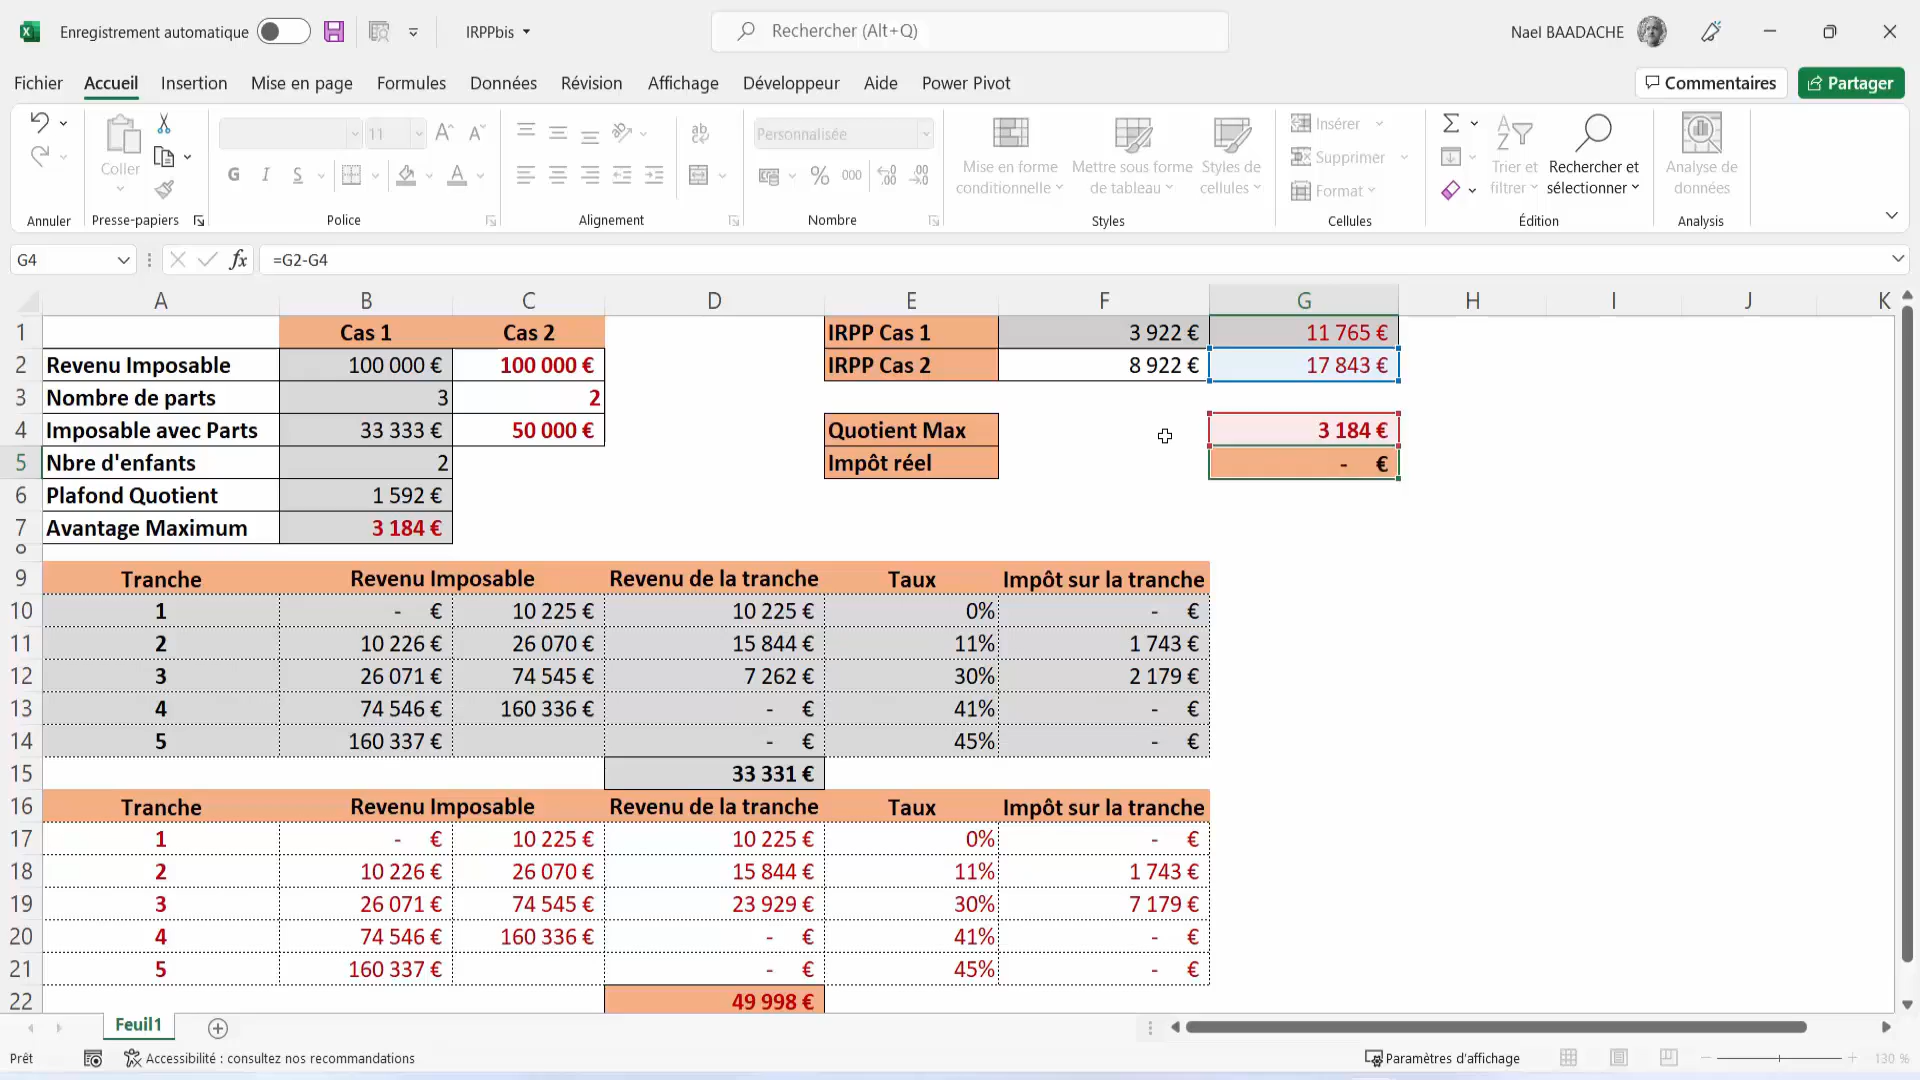 Enregistrement automatique IRPPbis Rechercher (Alt+Q) Nael BAADACHE
Fichier Accueil Insertion Mise en page Formules Données Révision Affichage Développeur Aide Power Pivot Commentaires Partager
Coller 11 Personnalisée Mise en forme conditionnelle Mettre sous forme de tableau Styles de cellules Insérer Supprimer Format Trier et filtrer Rechercher et sélectionner Analyse de données
G I S ab % 000
Annuler Presse-papiers Police Alignement Nombre Styles Cellules Édition Analysis
G4 fx =G2-G4
A B C D E F G H I J K
1 Cas 1 Cas 2 IRPP Cas 1 3 922 € 11 765 €
2 Revenu Imposable 100 000 € 100 000 € IRPP Cas 2 8 922 € 17 843 €
3 Nombre de parts 3 2
4 Imposable avec Parts 33 333 € 50 000 € Quotient Max 3 184 €
5 Nbre d'enfants 2 Impôt réel - €
6 Plafond Quotient 1 592 €
7 Avantage Maximum 3 184 €
9 Tranche Revenu Imposable Revenu de la tranche Taux Impôt sur la tranche
10 1 - € 10 225 € 10 225 € 0% - €
11 2 10 226 € 26 070 € 15 844 € 11% 1 743 €
12 3 26 071 € 74 545 € 7 262 € 30% 2 179 €
13 4 74 546 € 160 336 € - € 41% - €
14 5 160 337 € - € 45% - €
15 33 331 €
16 Tranche Revenu Imposable Revenu de la tranche Taux Impôt sur la tranche
17 1 - € 10 225 € 10 225 € 0% - €
18 2 10 226 € 26 070 € 15 844 € 11% 1 743 €
19 3 26 071 € 74 545 € 23 929 € 30% 7 179 €
20 4 74 546 € 160 336 € - € 41% - €
21 5 160 337 € - € 45% - €
22 49 998 €
Feuil1
Prêt Accessibilité : consultez nos recommandations Paramètres d'affichage 130 %